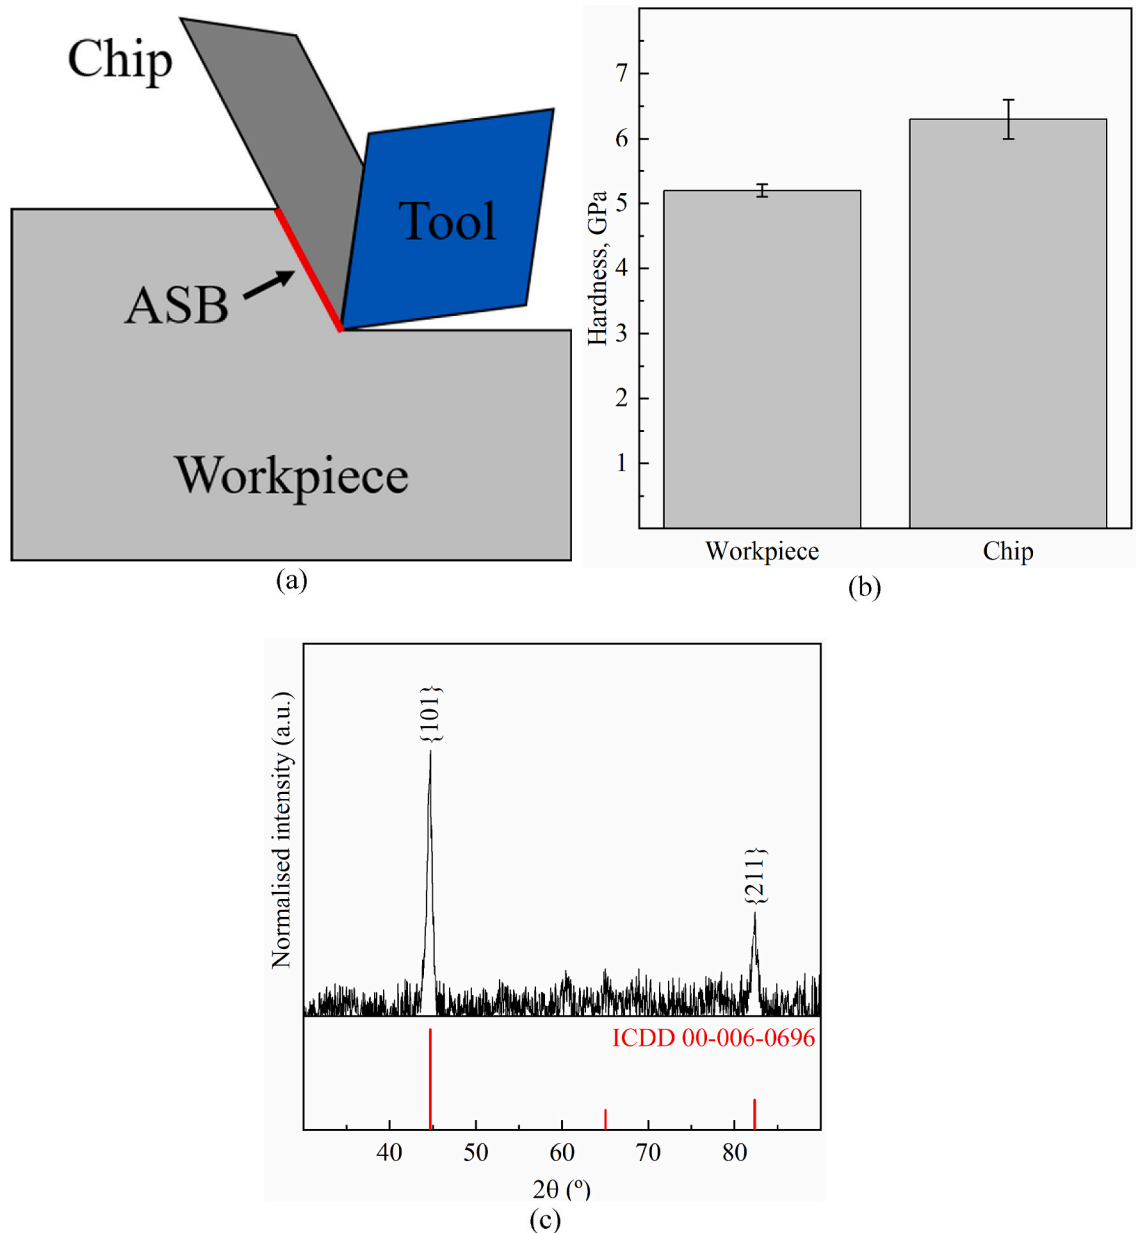 Chip
Tool
ASB
Workpiece
(a)
Hardness, GPa
7
6
5
4
3
2
1
Workpiece
Chip
(b)
Normalised intensity (a.u.)
{101}
{211}
ICDD 00-006-0696
40 50 60 70 80
2θ (º)
(c)